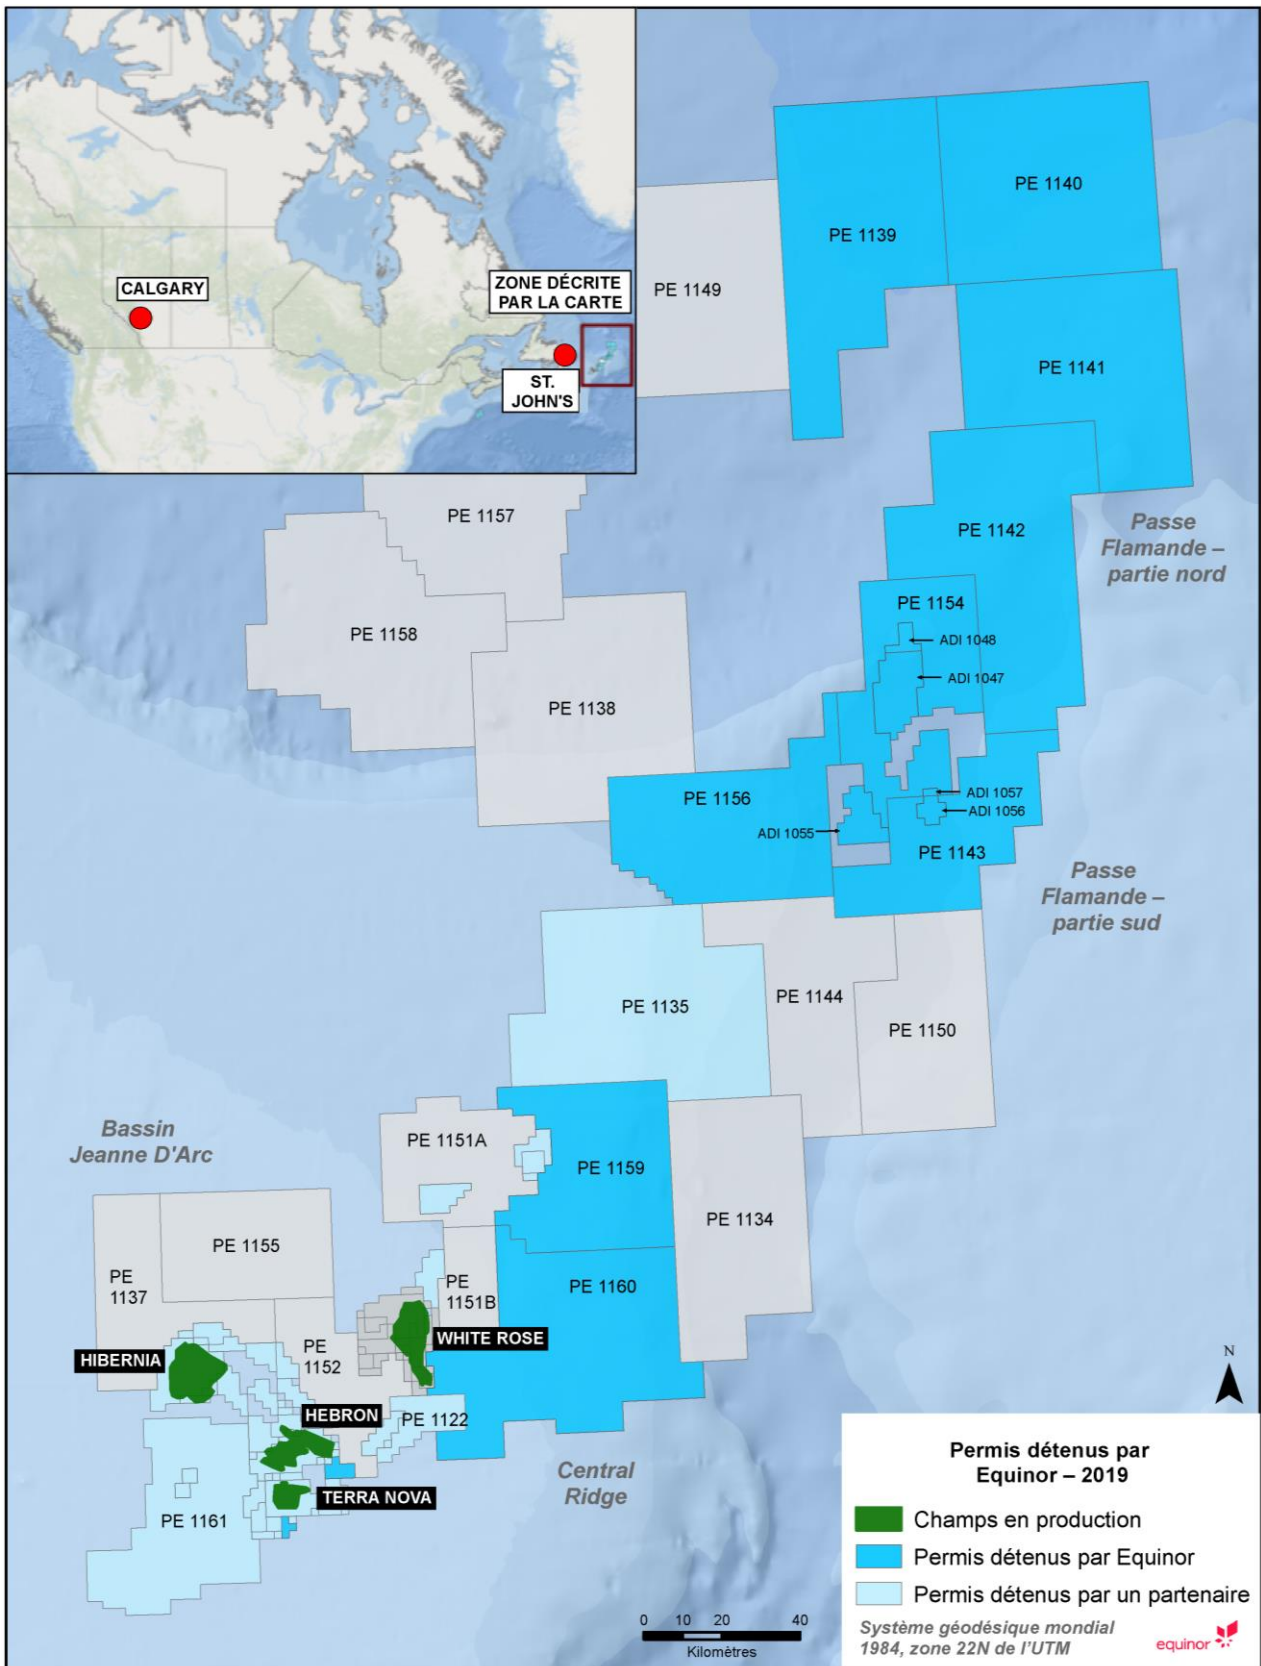 CALGARY
ZONE DÉCRITE
PAR LA CARTE
ST.
JOHN'S
PE 1140
PE 1139
PE 1149
PE 1141
PE 1157
PE 1142
Passe
Flamande –
partie nord
PE 1154
PE 1158
ADI 1048
ADI 1047
PE 1138
PE 1156
ADI 1057
ADI 1056
ADI 1055
PE 1143
Passe
Flamande –
partie sud
PE 1144
PE 1135
PE 1150
Bassin
Jeanne D'Arc
PE 1151A
PE 1159
PE 1134
PE 1155
PE
1137
PE
1151B
PE 1160
WHITE ROSE
PE
1152
HIBERNIA
HEBRON
PE 1122
Central
Ridge
TERRA NOVA
PE 1161
N
Permis détenus par
Equinor – 2019
Champs en production
Permis détenus par Equinor
Permis détenus par un partenaire
Système géodésique mondial
1984, zone 22N de l'UTM
equinor
0 10 20 40
Kilomètres